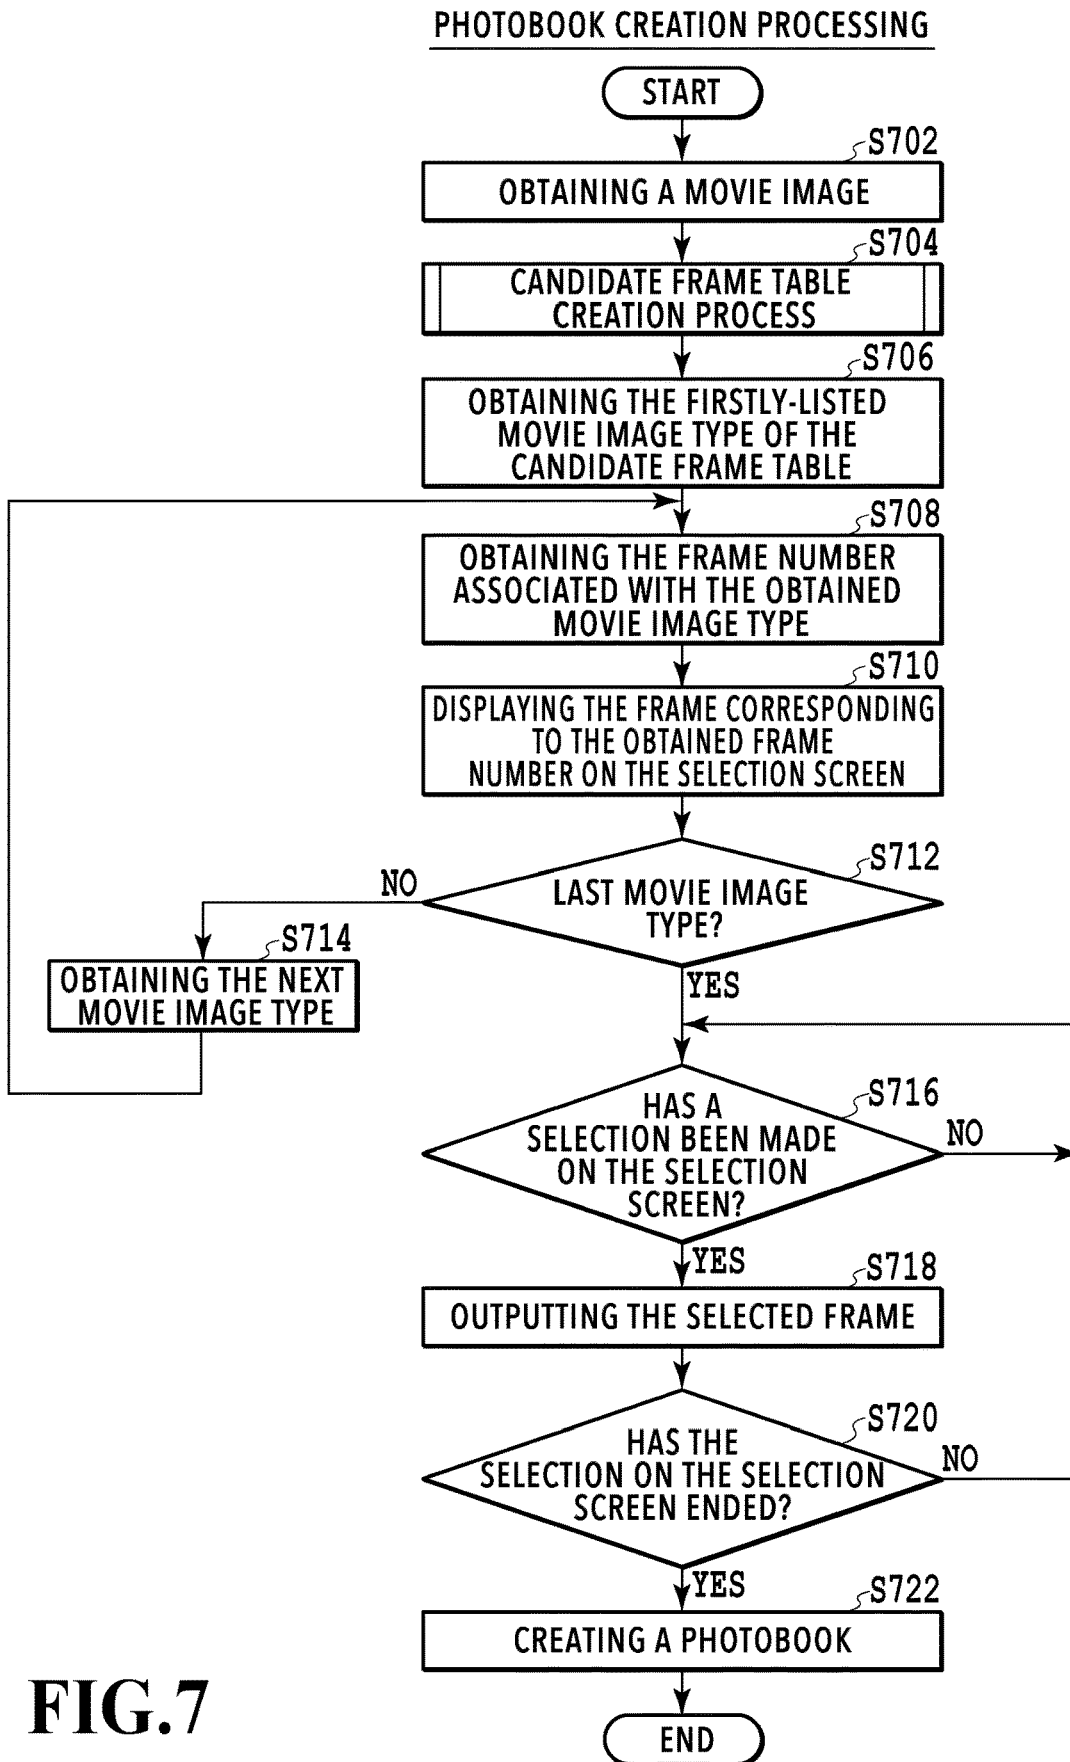 PHOTOBOOK CREATION PROCESSING
START
S702
OBTAINING A MOVIE IMAGE
S704
CANDIDATE FRAME TABLE
CREATION PROCESS
S706
OBTAINING THE FIRSTLY-LISTED
MOVIE IMAGE TYPE OF THE
CANDIDATE FRAME TABLE
S708
OBTAINING THE FRAME NUMBER
ASSOCIATED WITH THE OBTAINED
MOVIE IMAGE TYPE
S710
DISPLAYING THE FRAME CORRESPONDING
TO THE OBTAINED FRAME
NUMBER ON THE SELECTION SCREEN
S712
LAST MOVIE IMAGE
TYPE?
NO
S714
OBTAINING THE NEXT
MOVIE IMAGE TYPE
YES
S716
HAS A
SELECTION BEEN MADE
ON THE SELECTION
SCREEN?
NO
YES
S718
OUTPUTTING THE SELECTED FRAME
S720
HAS THE
SELECTION ON THE SELECTION
SCREEN ENDED?
NO
YES
S722
CREATING A PHOTOBOOK
END
FIG.7